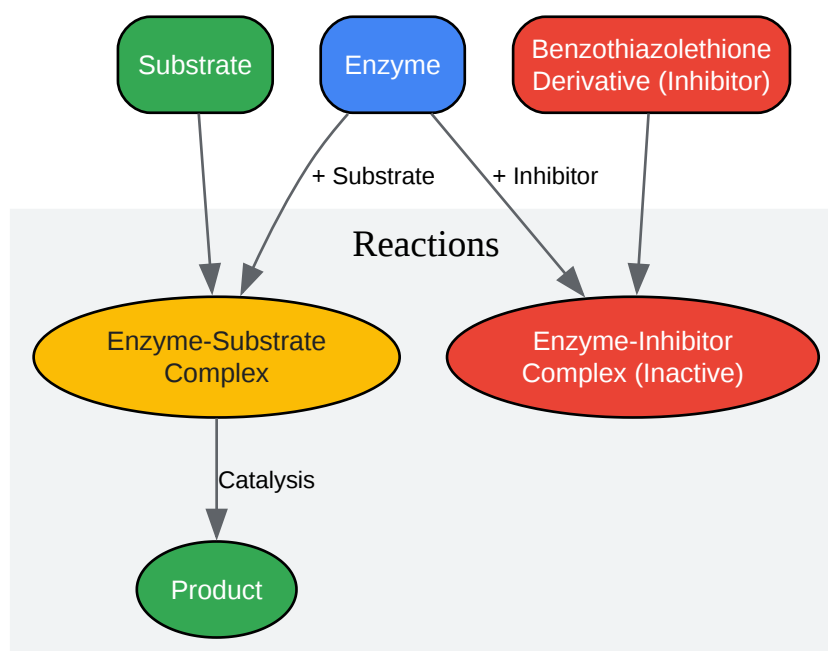 Substrate
Enzyme
Benzothiazolethione
Derivative (Inhibitor)
+ Substrate
+ Inhibitor
Reactions
Enzyme-Substrate
Complex
Enzyme-Inhibitor
Complex (Inactive)
Catalysis
Product